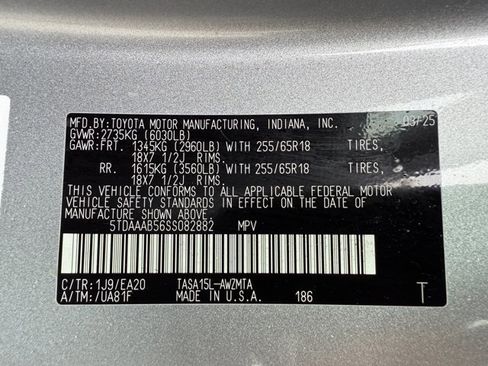 MFD.BY:TOYOTA MOTOR MANUFACTURING, INDIANA, INC. 03/25
GVWR:2735KG (6030LB)
GAWR:FRT. 1345KG (2960LB) WITH 255/65R18 TIRES,
18X7 1/2J RIMS.
RR. 1615KG (3560LB) WITH 255/65R18 TIRES,
18X7 1/2J RIMS.
THIS VEHICLE CONFORMS TO ALL APPLICABLE FEDERAL MOTOR
VEHICLE SAFETY STANDARDS IN EFFECT ON THE DATE OF
MANUFACTURE SHOWN ABOVE.
5TDAAAB56SS082882 MPV
C/TR:1J9/EA20 TASA15L-AWZMTA
A/TM:/UA81F MADE IN U.S.A. 186 T